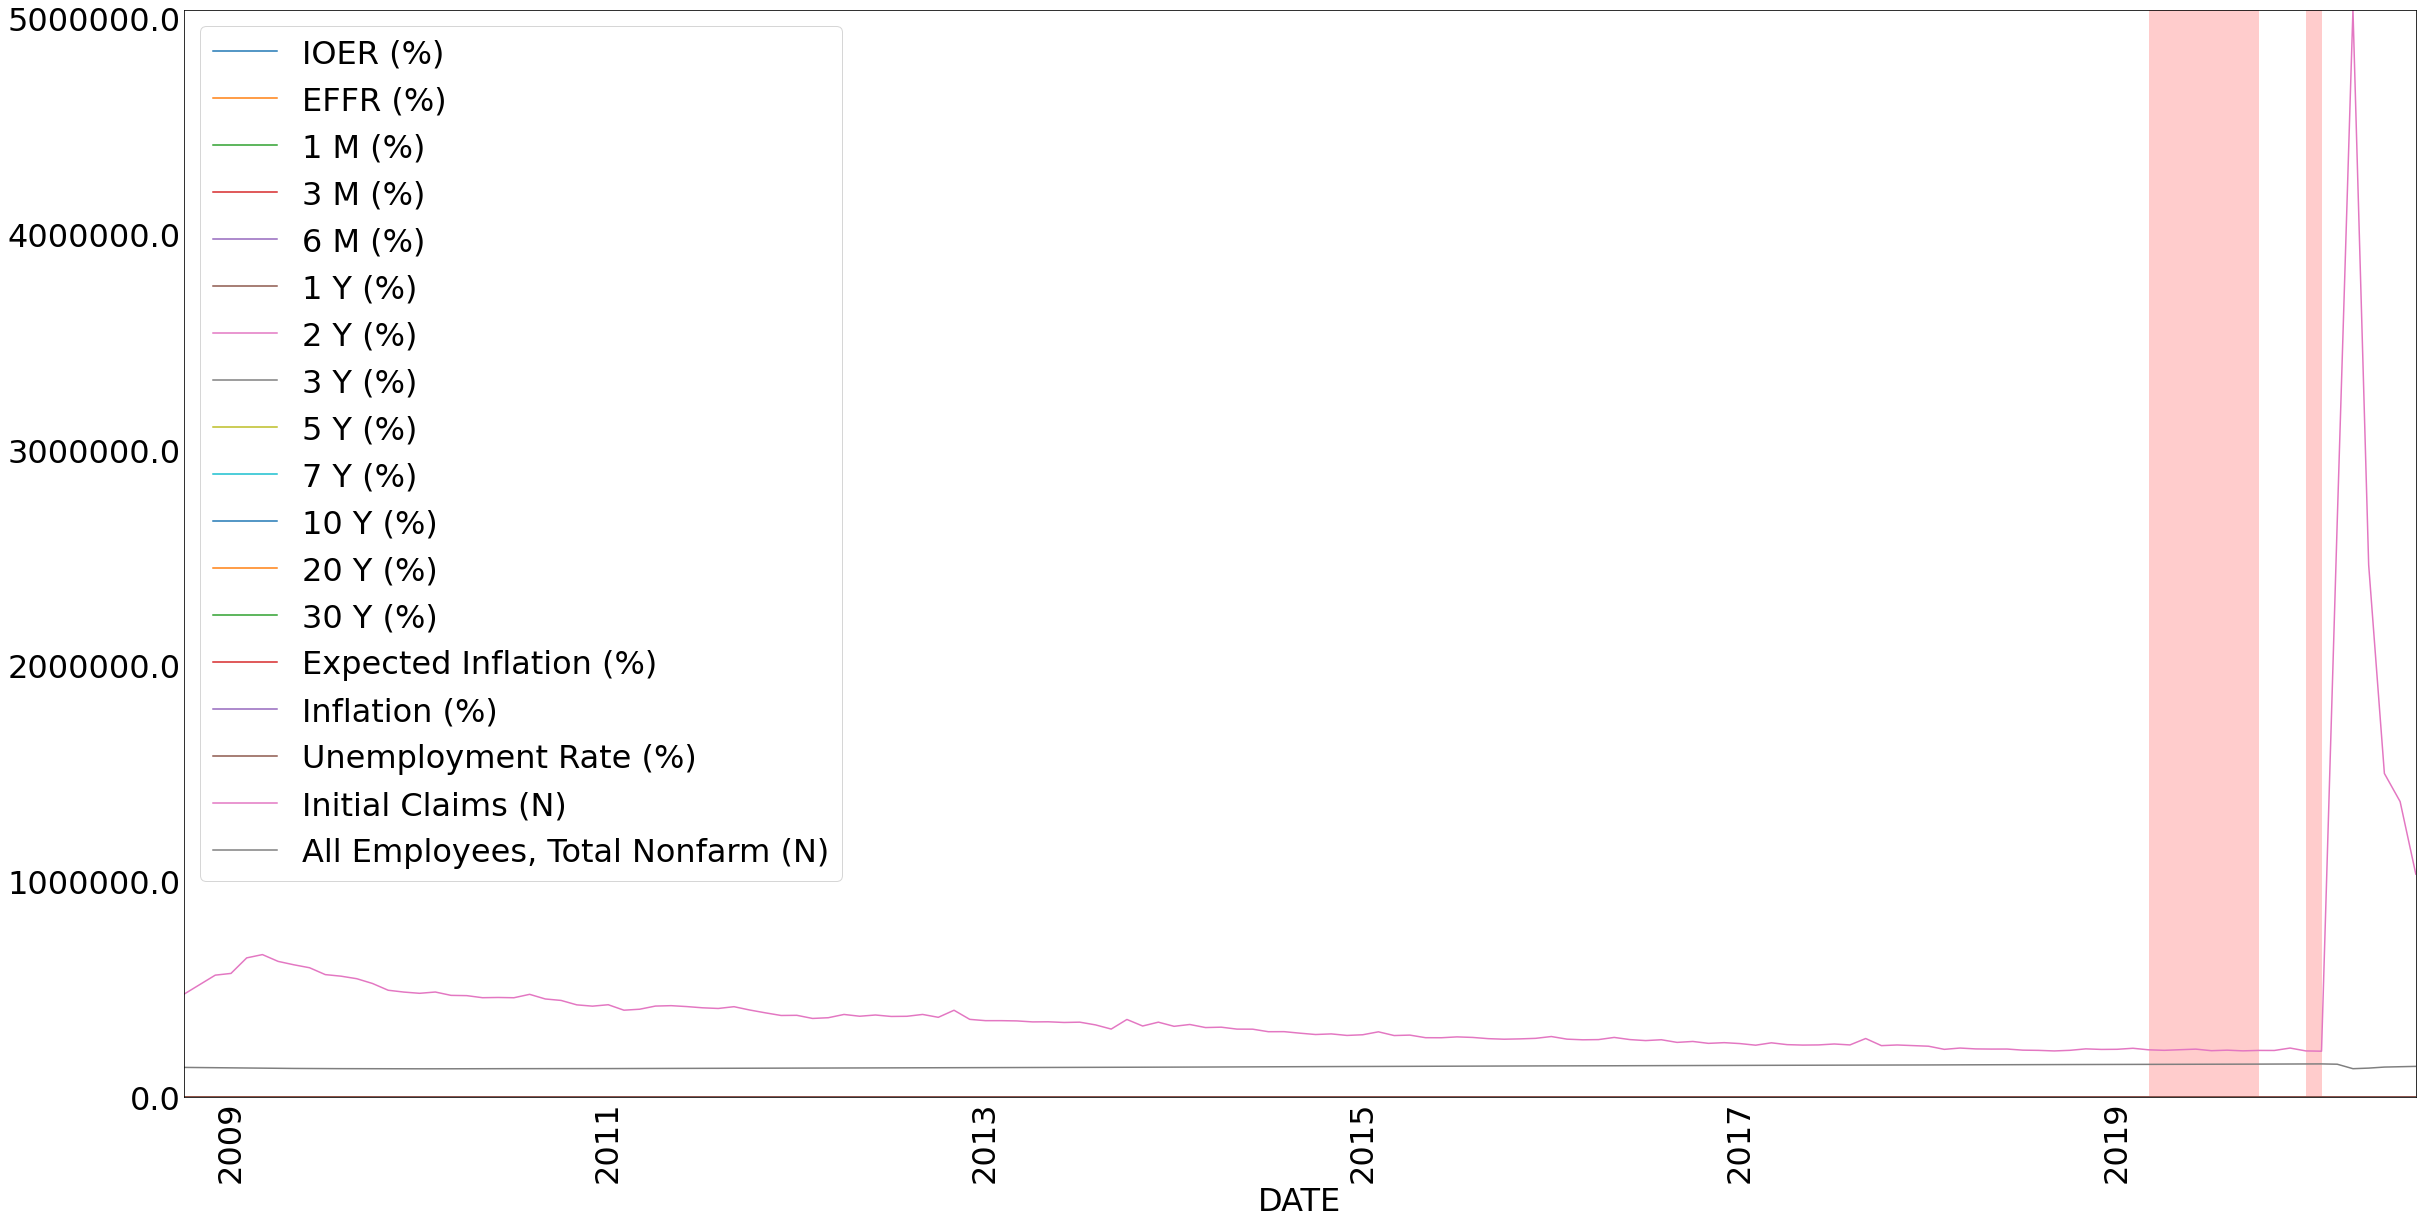 5000000.0
4000000.0
3000000.0
2000000.0
1000000.0
0.0
IOER (%)
EFFR (%)
1 M (%)
3 M (%)
6 M (%)
1 Y (%)
2 Y (%)
3 Y (%)
5 Y (%)
7 Y (%)
10 Y (%)
20 Y (%)
30 Y (%)
Expected Inflation (%)
Inflation (%)
Unemployment Rate (%)
Initial Claims (N)
All Employees, Total Nonfarm (N)
2009
2011
2013
2015
2017
2019
DATE